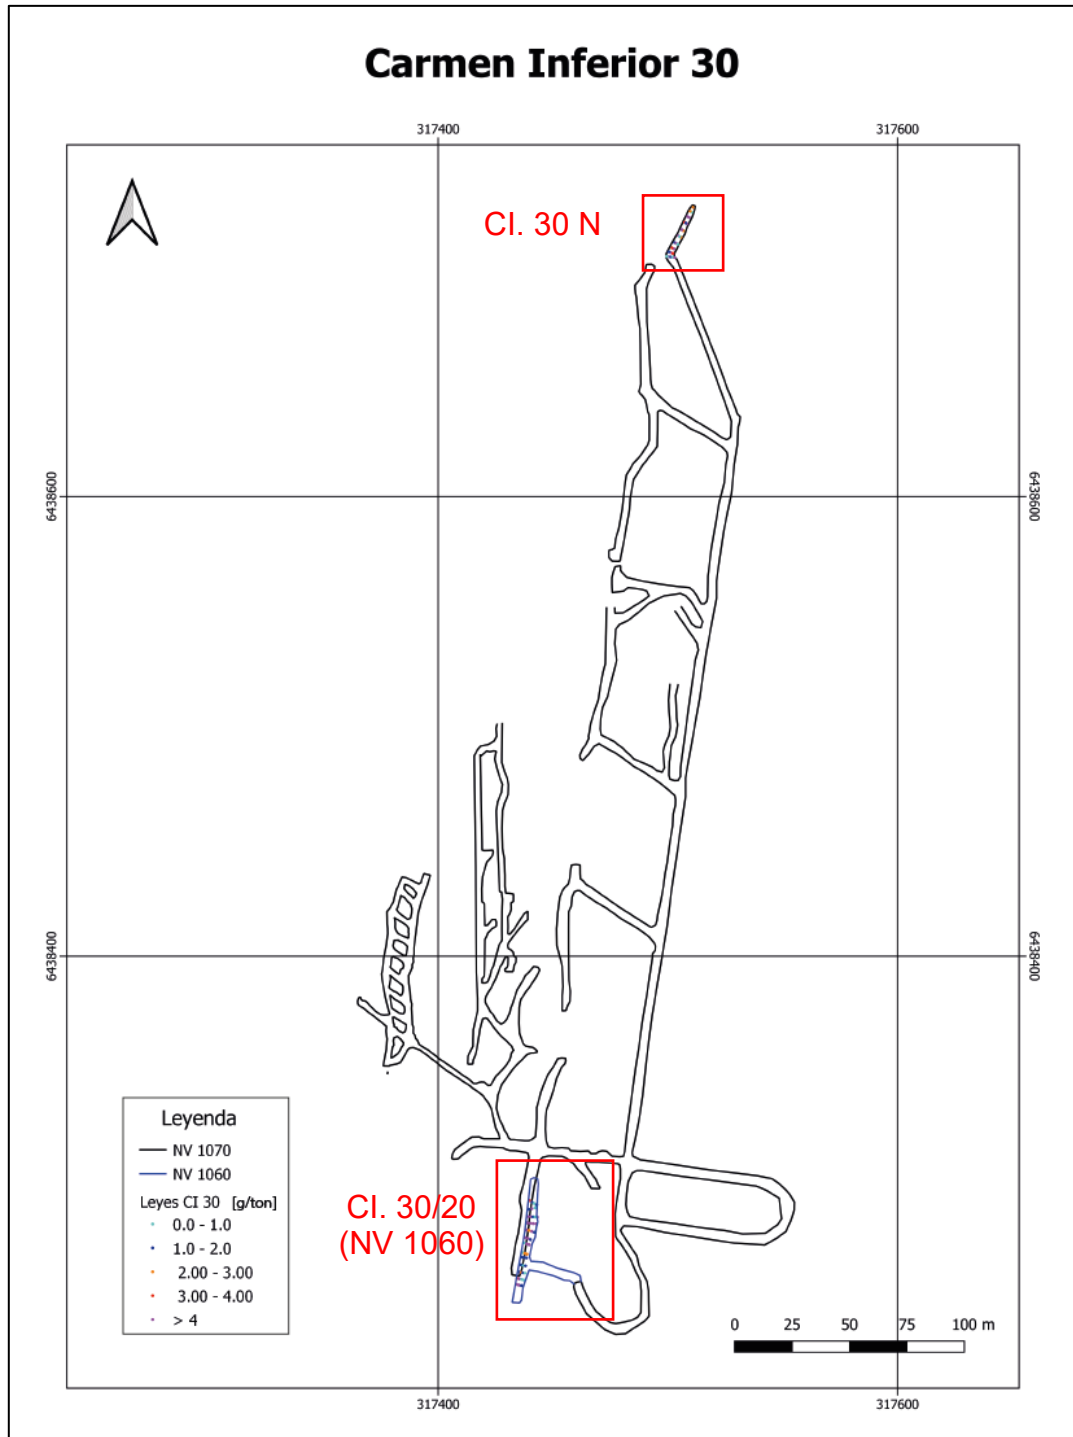 Carmen Inferior 30
317400
317600
CI. 30 N
6438600
6438600
6438400
6438400
Leyenda
NV 1070
NV 1060
Leyes CI 30 [g/ton]
0.0 - 1.0
1.0 - 2.0
2.00 - 3.00
3.00 - 4.00
> 4
CI. 30/20
(NV 1060)
0 25 50 75 100 m
317400
317600